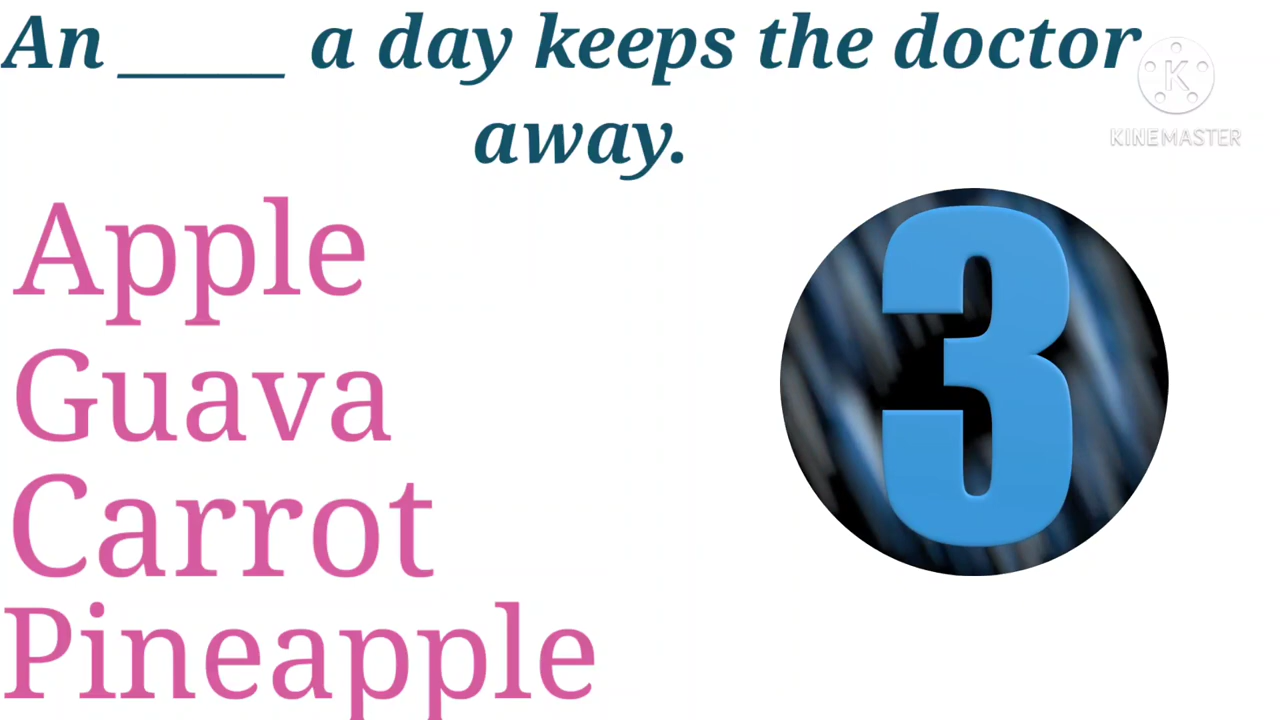 An _____ a day keeps the doctor
away.
KINEMASTER
Apple
Guava
Carrot
Pineapple
3